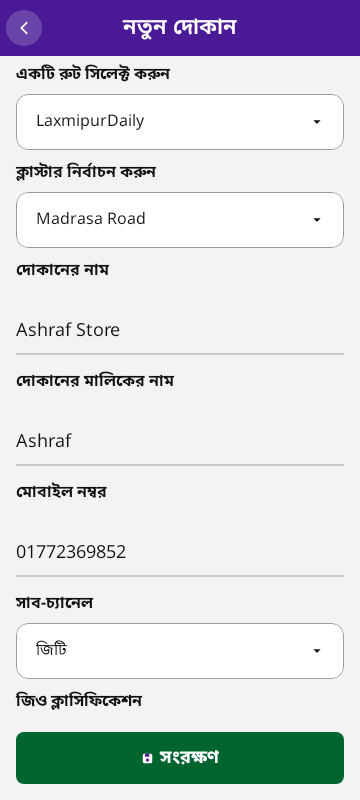 নতুন দোকান
একটি রুট সিলেক্ট করুন
LaxmipurDaily
ক্লাস্টার নির্বাচন করুন
Madrasa Road
দোকানের নাম
Ashraf Store
দোকানের মালিকের নাম
Ashraf
মোবাইল নম্বর
01772369852
সাব-চ্যানেল
জিটি
জিও ক্লাসিফিকেশন
সংরক্ষণ